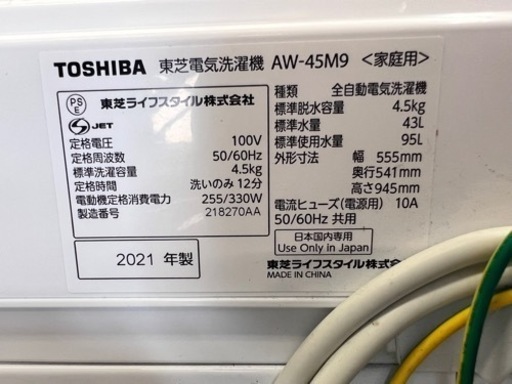 TOSHIBA 東芝電気洗濯機 AW-45M9 <家庭用>
PS
E
東芝ライフスタイル株式会社
S JET
定格電圧 100V
定格周波数 50/60Hz
標準洗濯容量 4.5kg
定格時間 洗いのみ 12分
電動機定格消費電力 255/330W
製造番号 218270AA
2021 年製
種類 全自動電気洗濯機
標準脱水容量 4.5kg
標準水量 43L
標準使用水量 95L
外形寸法 幅 555mm
奥行541mm
高さ945mm
電流ヒューズ(電源用) 10A
50/60Hz 共用
日本国内専用
Use Only in Japan
東芝ライフスタイル株式会
MADE IN CHINA